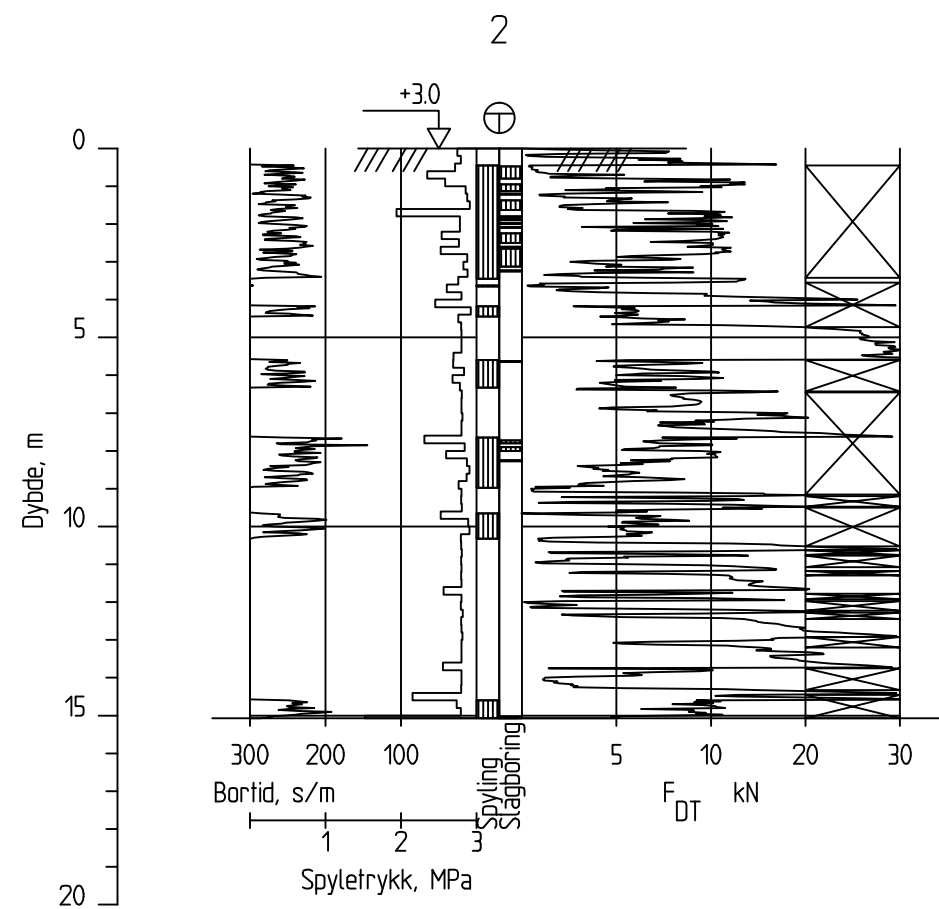 2
+3.0
0
5
10
15
20
Dybde, m
300 200 100 5 10 20 30
Bortid, s/m
Spyling
Slagboring
F DT kN
1 2 3
Spyletrykk, MPa